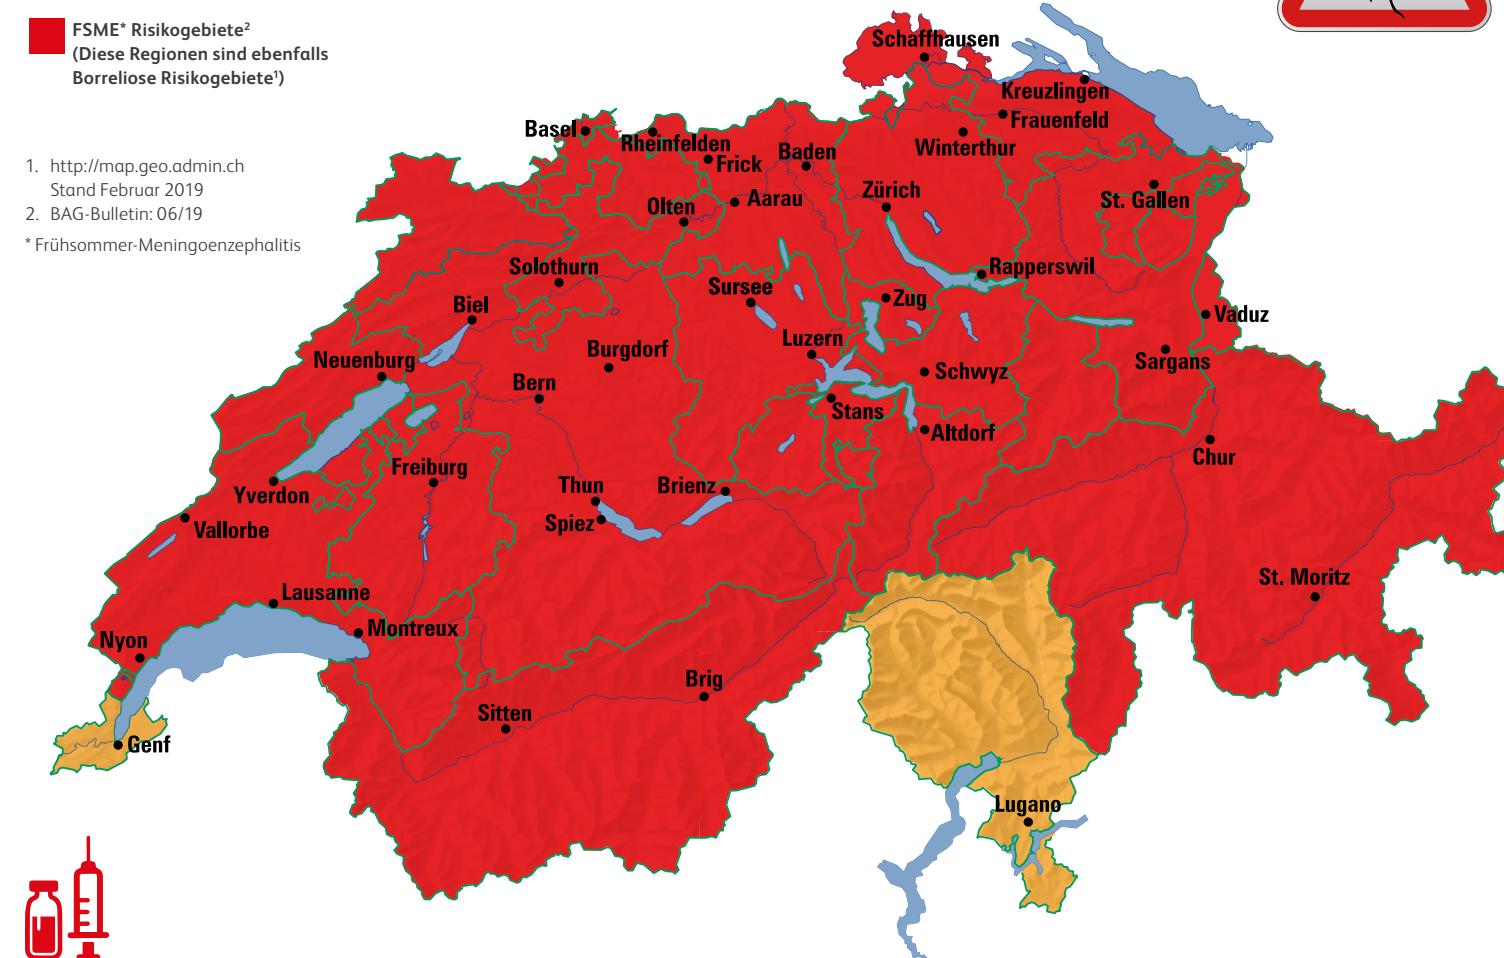 FSME* Risikogebiete²
(Diese Regionen sind ebenfalls
Borreliose Risikogebiete¹)
1. http://map.geo.admin.ch
Stand Februar 2019
2. BAG-Bulletin: 06/19
* Frühsommer-Meningoenzephalitis
Schaffhausen
Kreuzlingen
Frauenfeld
Basel
Rheinfelden
Winterthur
Frick
Baden
Zürich
St. Gallen
Olten
Aarau
Solothurn
Rapperswil
Sursee
Zug
Biel
Vaduz
Luzern
Neuenburg
Burgdorf
Sargans
Schwyz
Bern
Stans
Altdorf
Chur
Freiburg
Thun
Brienz
Yverdon
Spiez
Vallorbe
St. Moritz
Lausanne
Montreux
Nyon
Brig
Sitten
Genf
Lugano